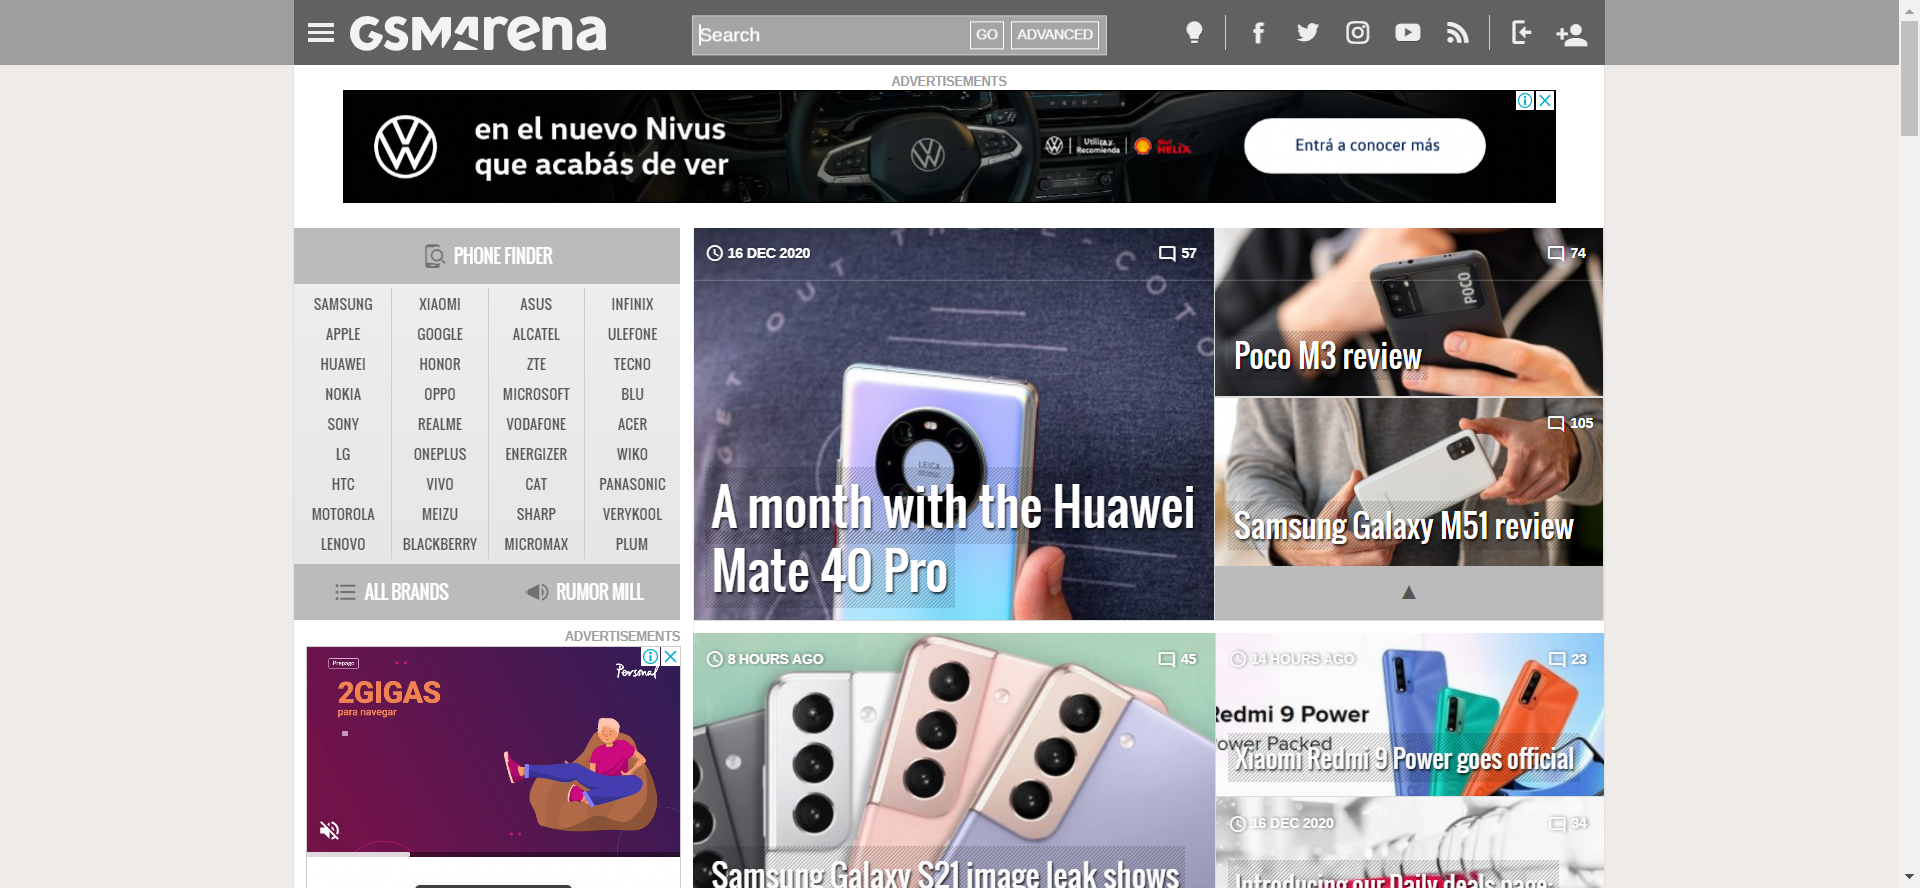 GSMArena
Search
GO
ADVANCED
ADVERTISEMENTS
en el nuevo Nivus
que acabás de ver
Utiliza y
Recomienda
Shell
HELIX
Entrá a conocer más
PHONE FINDER
SAMSUNG XIAOMI ASUS INFINIX
APPLE GOOGLE ALCATEL ULEFONE
HUAWEI HONOR ZTE TECNO
NOKIA OPPO MICROSOFT BLU
SONY REALME VODAFONE ACER
LG ONEPLUS ENERGIZER WIKO
HTC VIVO CAT PANASONIC
MOTOROLA MEIZU SHARP VERYKOOL
LENOVO BLACKBERRY MICROMAX PLUM
ALL BRANDS RUMOR MILL
16 DEC 2020 57
LEICA
A month with the Huawei
Mate 40 Pro
74
POCO
Poco M3 review
105
Samsung Galaxy M51 review
▲
ADVERTISEMENTS
Prepago
Personal
2GIGAS
para navegar
8 HOURS AGO 45
Samsung Galaxy S21 image leak shows
14 HOURS AGO 23
Redmi 9 Power
ower Packed
Xiaomi Redmi 9 Power goes official
16 DEC 2020 34
Introducing our Daily deals page: